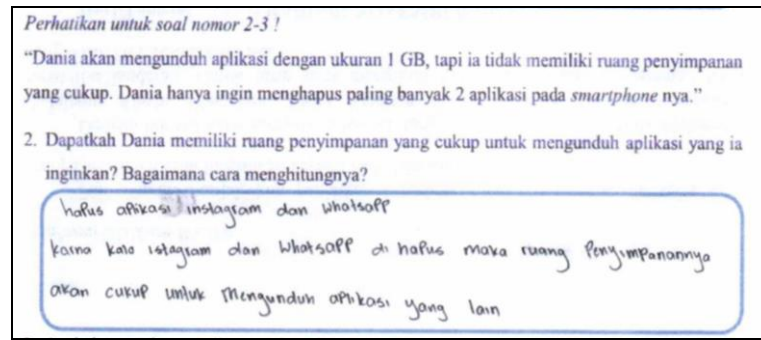 Perhatikan untuk soal nomor 2-3 !
“Dania akan mengunduh aplikasi dengan ukuran 1 GB, tapi ia tidak memiliki ruang penyimpanan
yang cukup. Dania hanya ingin menghapus paling banyak 2 aplikasi pada smartphone nya.”
2. Dapatkah Dania memiliki ruang penyimpanan yang cukup untuk mengunduh aplikasi yang ia
inginkan? Bagaimana cara menghitungnya?
hapus aplikasi instagram dan whatsapp
karna kalo istagram dan whatsapp di hapus maka ruang Penyimpanannya
akan cukup untuk mengunduh aplikasi yang lain